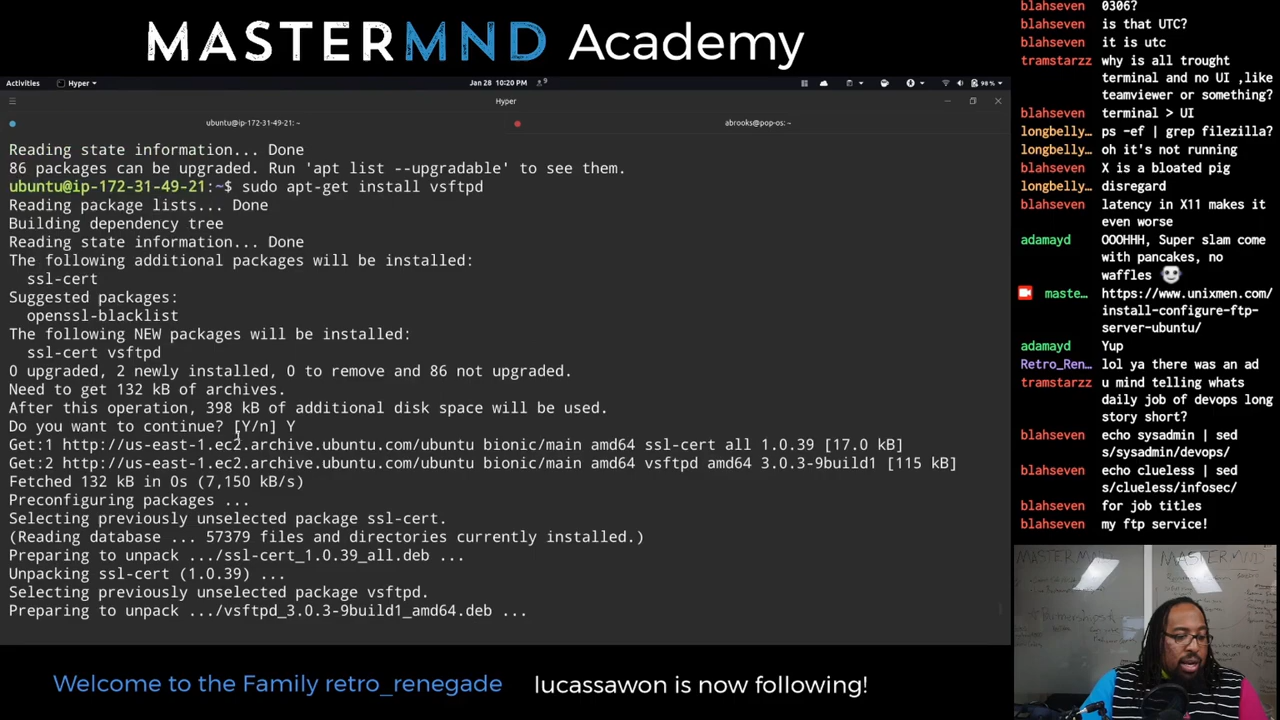 MASTERMND Academy
Activities
Hyper
Jan 28 10:20 PM
98 %
Hyper
ubuntu@ip-172-31-49-21: ~
abrooks@pop-os: ~
Reading state information... Done
86 packages can be upgraded. Run 'apt list --upgradable' to see them.
ubuntu@ip-172-31-49-21:~$ sudo apt-get install vsftpd
Reading package lists... Done
Building dependency tree
Reading state information... Done
The following additional packages will be installed:
ssl-cert
Suggested packages:
openssl-blacklist
The following NEW packages will be installed:
ssl-cert vsftpd
0 upgraded, 2 newly installed, 0 to remove and 86 not upgraded.
Need to get 132 kB of archives.
After this operation, 398 kB of additional disk space will be used.
Do you want to continue? [Y/n] Y
Get:1 http://us-east-1.ec2.archive.ubuntu.com/ubuntu bionic/main amd64 ssl-cert all 1.0.39 [17.0 kB]
Get:2 http://us-east-1.ec2.archive.ubuntu.com/ubuntu bionic/main amd64 vsftpd amd64 3.0.3-9build1 [115 kB]
Fetched 132 kB in 0s (7,150 kB/s)
Preconfiguring packages ...
Selecting previously unselected package ssl-cert.
(Reading database ... 57379 files and directories currently installed.)
Preparing to unpack .../ssl-cert_1.0.39_all.deb ...
Unpacking ssl-cert (1.0.39) ...
Selecting previously unselected package vsftpd.
Preparing to unpack .../vsftpd_3.0.3-9build1_amd64.deb ...
blahseven 0306?
blahseven is that UTC?
blahseven it is utc
tramstarzz why is all trought
terminal and no UI ,like
teamviewer or something?
blahseven terminal > UI
longbelly... ps -ef | grep filezilla?
longbelly... oh it's not running
blahseven X is a bloated pig
longbelly... disregard
blahseven latency in X11 makes it
even worse
adamayd OOOHHH, Super slam come
with pancakes, no
waffles
maste... https://www.unixmen.com/
install-configure-ftp-
server-ubuntu/
adamayd Yup
Retro_Ren... lol ya there was an ad
tramstarzz u mind telling whats
daily job of devops long
story short?
blahseven echo sysadmin | sed
s/sysadmin/devops/
blahseven echo clueless | sed
s/clueless/infosec/
blahseven for job titles
blahseven my ftp service!
Welcome to the Family retro_renegade
lucassawon is now following!